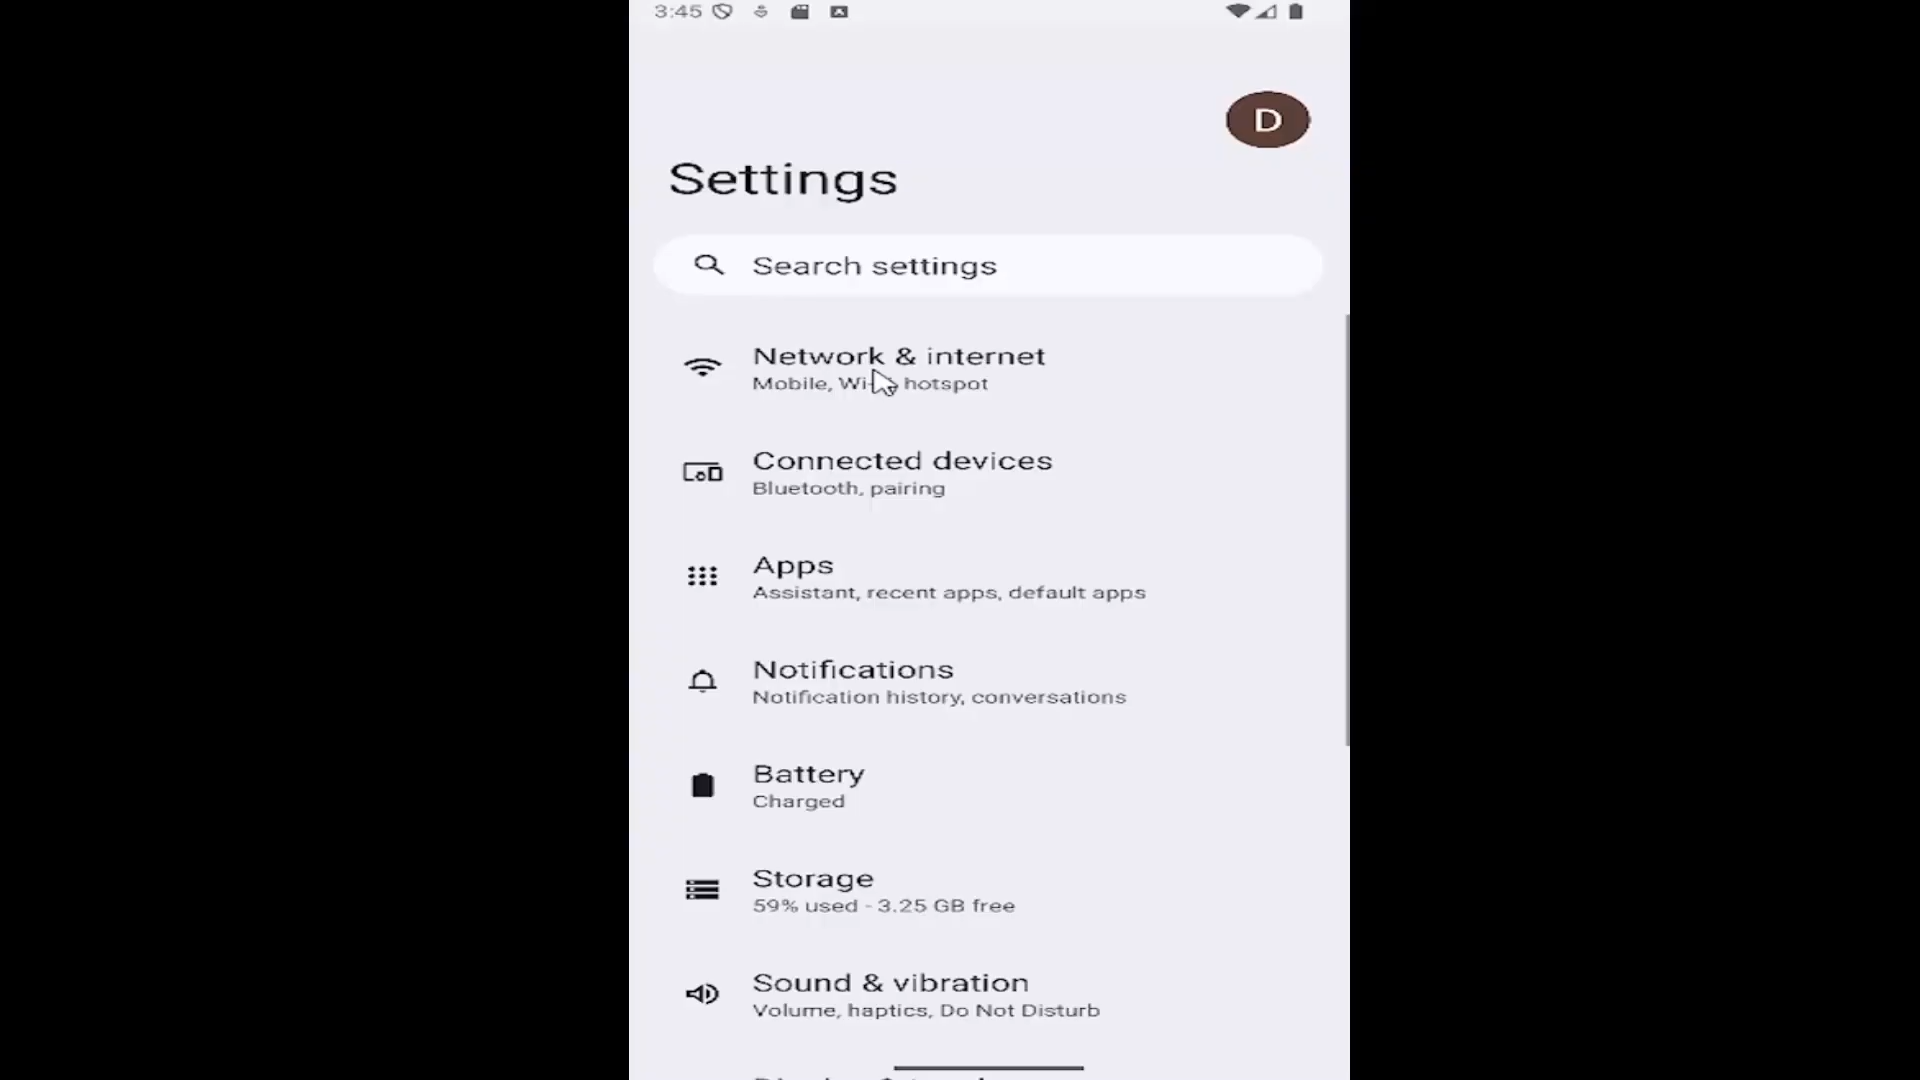 3:45
D
Settings
Search settings
Network & internet
Mobile, hotspot
Connected devices
Bluetooth, pairing
Apps
Assistant, recent apps, default apps
Notifications
Notification history, conversations
Battery
Charged
Storage
59% used - 3.25 GB free
Sound & vibration
Volume, haptics, Do Not Disturb